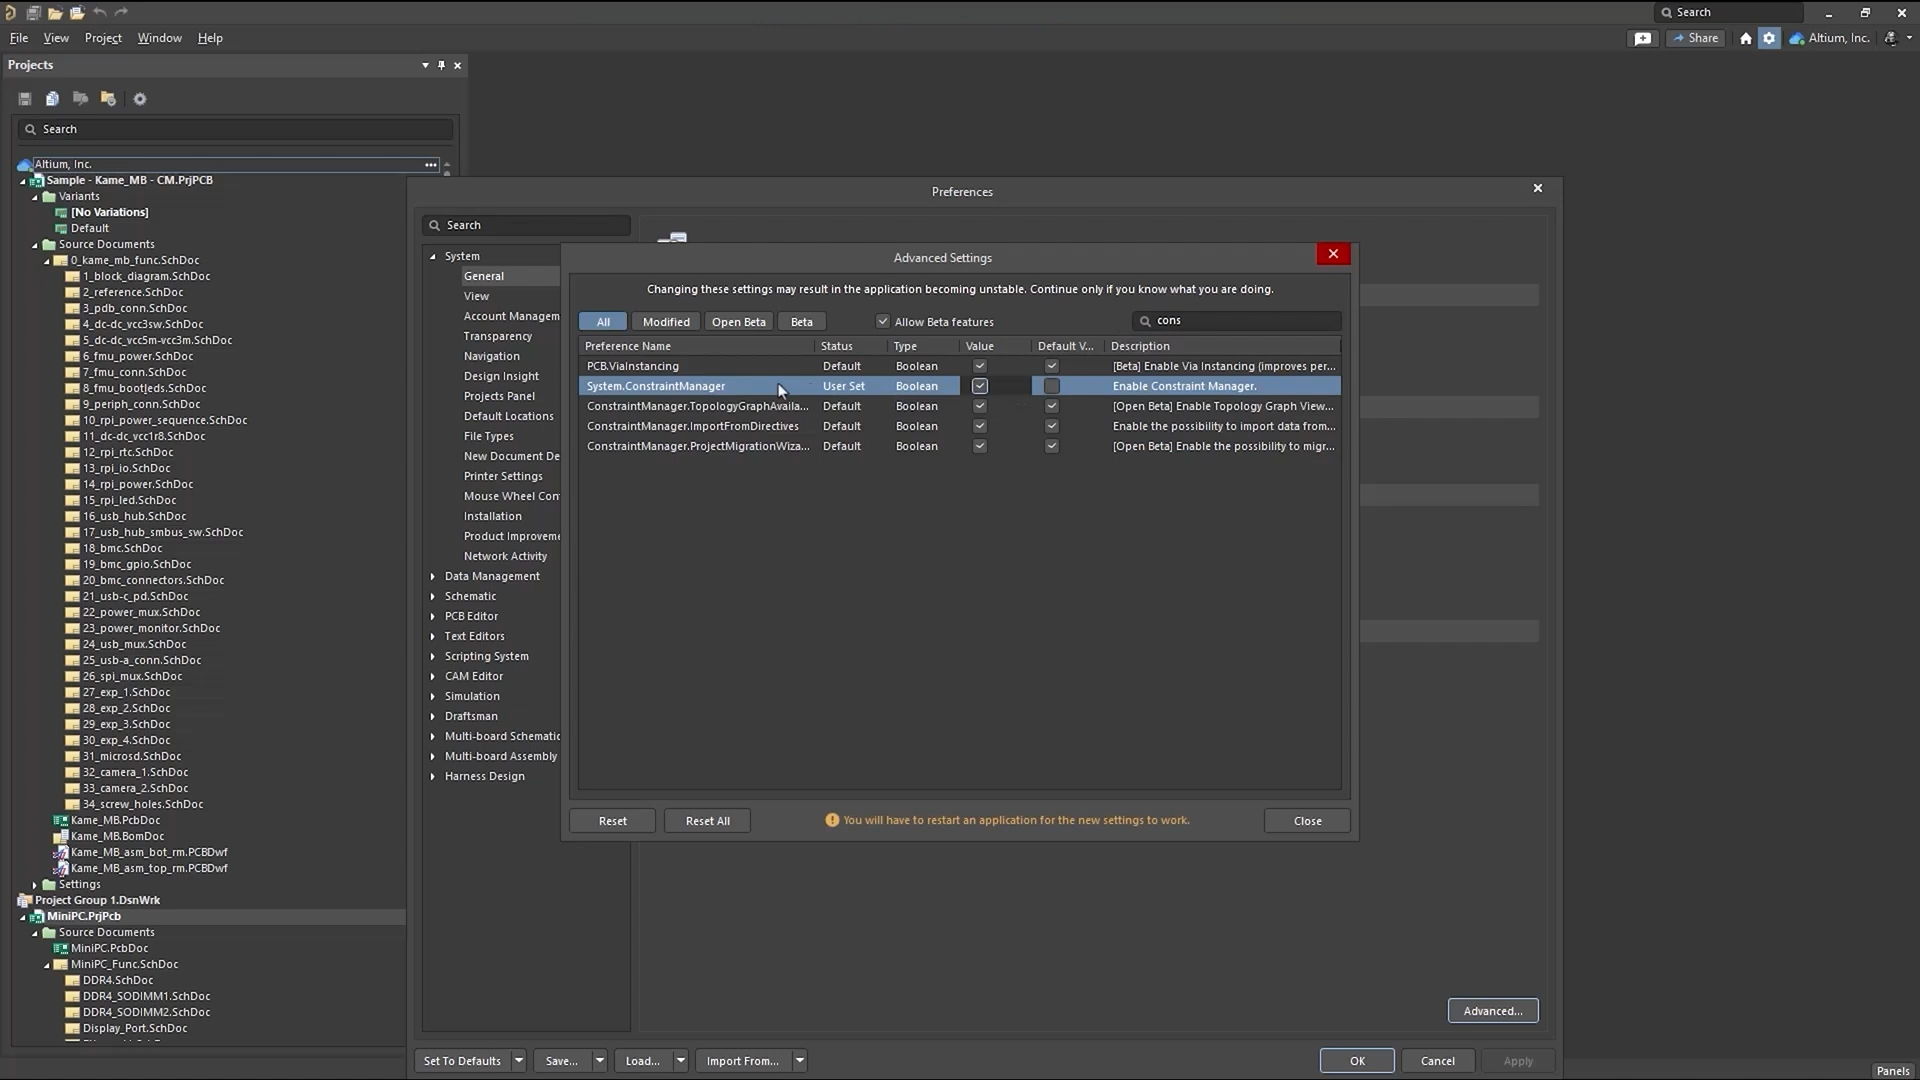 Search
File View Project Window Help
Share Altium, Inc.
Projects
Search
Altium, Inc. •••
Sample - Kame_MB - CM.PrjPCB
Variants
[No Variations]
Default
Source Documents
0_kame_mb_func.SchDoc
1_block_diagram.SchDoc
2_reference.SchDoc
3_pdb_conn.SchDoc
4_dc-dc_vcc3sw.SchDoc
5_dc-dc_vcc5m-vcc3m.SchDoc
6_fmu_power.SchDoc
7_fmu_conn.SchDoc
8_fmu_bootleds.SchDoc
9_periph_conn.SchDoc
10_rpi_power_sequence.SchDoc
11_dc-dc_vcc1r8.SchDoc
12_rpi_rtc.SchDoc
13_rpi_io.SchDoc
14_rpi_power.SchDoc
15_rpi_led.SchDoc
16_usb_hub.SchDoc
17_usb_hub_smbus_sw.SchDoc
18_bmc.SchDoc
19_bmc_gpio.SchDoc
20_bmc_connectors.SchDoc
21_usb-c_pd.SchDoc
22_power_mux.SchDoc
23_power_monitor.SchDoc
24_usb_mux.SchDoc
25_usb-a_conn.SchDoc
26_spi_mux.SchDoc
27_exp_1.SchDoc
28_exp_2.SchDoc
29_exp_3.SchDoc
30_exp_4.SchDoc
31_microsd.SchDoc
32_camera_1.SchDoc
33_camera_2.SchDoc
34_screw_holes.SchDoc
Kame_MB.PcbDoc
Kame_MB.BomDoc
Kame_MB_asm_bot_rm.PCBDwf
Kame_MB_asm_top_rm.PCBDwf
Settings
Project Group 1.DsnWrk
MiniPC.PrjPcb
Source Documents
MiniPC.PcbDoc
MiniPC_Func.SchDoc
DDR4.SchDoc
DDR4_SODIMM1.SchDoc
DDR4_SODIMM2.SchDoc
Display_Port.SchDoc
Preferences
Search
System
General
View
Account Managem
Transparency
Navigation
Design Insight
Projects Panel
Default Locations
File Types
New Document De
Printer Settings
Mouse Wheel Con
Installation
Product Improveme
Network Activity
Data Management
Schematic
PCB Editor
Text Editors
Scripting System
CAM Editor
Simulation
Draftsman
Multi-board Schematic
Multi-board Assembly
Harness Design
Advanced Settings
Changing these settings may result in the application becoming unstable. Continue only if you know what you are doing.
All Modified Open Beta Beta Allow Beta features cons
Preference Name Status Type Value Default V... Description
PCB.ViaInstancing Default Boolean [Beta] Enable Via Instancing (improves per...
System.ConstraintManager User Set Boolean Enable Constraint Manager.
ConstraintManager.TopologyGraphAvaila... Default Boolean [Open Beta] Enable Topology Graph View...
ConstraintManager.ImportFromDirectives Default Boolean Enable the possibility to import data from...
ConstraintManager.ProjectMigrationWiza... Default Boolean [Open Beta] Enable the possibility to migr...
Reset Reset All You will have to restart an application for the new settings to work. Close
Advanced...
Set To Defaults Save... Load... Import From... OK Cancel Apply
Panels